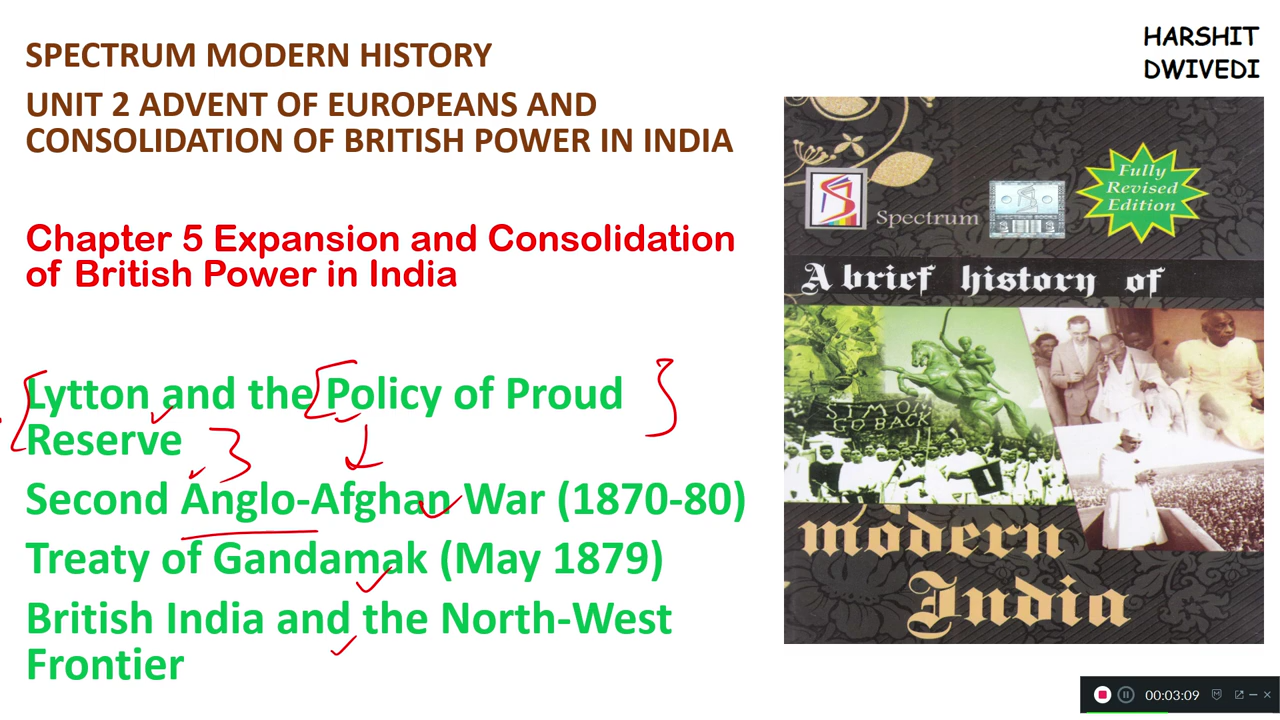 SPECTRUM MODERN HISTORY
UNIT 2 ADVENT OF EUROPEANS AND
CONSOLIDATION OF BRITISH POWER IN INDIA
Chapter 5 Expansion and Consolidation
of British Power in India
Lytton and the Policy of Proud
Reserve
Second Anglo-Afghan War (1870-80)
Treaty of Gandamak (May 1879)
British India and the North-West
Frontier
HARSHIT
DWIVEDI
Fully
Revised
Edition
Spectrum
SPECTRUM BOOKS
A brief history of
SIMON
GO BACK
modern
India
00:03:09